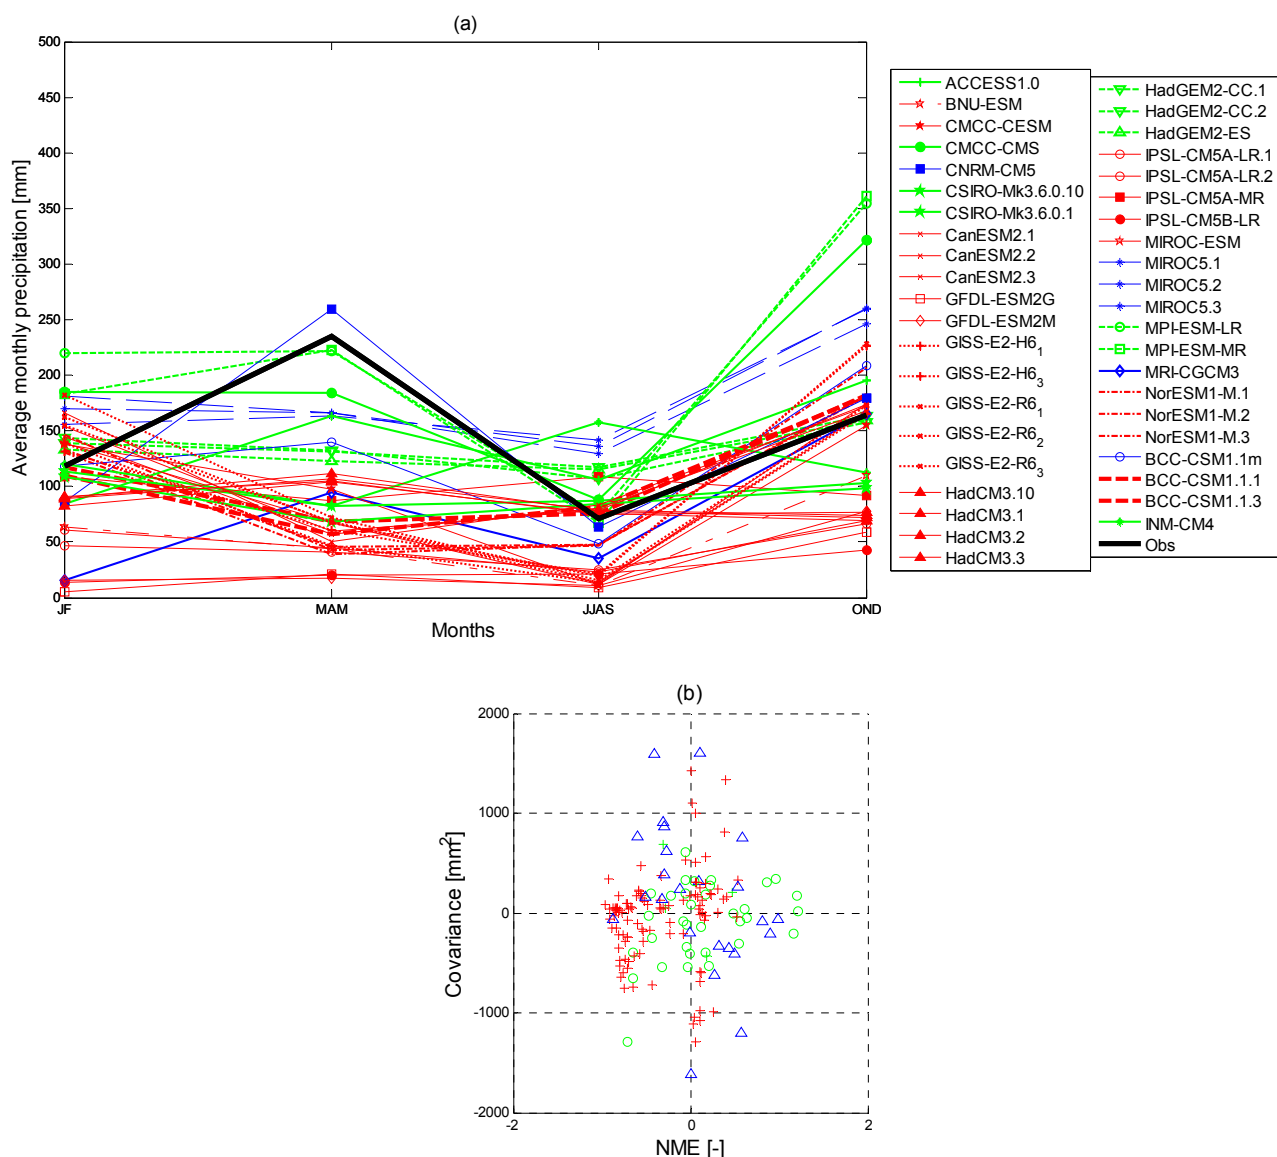 (a)
500
450
400
350
300
250
200
150
100
50
0
Average monthly precipitation [mm]
JF
MAM
JJAS
OND
Months
ACCESS1.0
BNU-ESM
CMCC-CESM
CMCC-CMS
CNRM-CM5
CSIRO-Mk3.6.0.10
CSIRO-Mk3.6.0.1
CanESM2.1
CanESM2.2
CanESM2.3
GFDL-ESM2G
GFDL-ESM2M
GISS-E2-H6₁
GISS-E2-H6₃
GISS-E2-R6₁
GISS-E2-R6₂
GISS-E2-R6₃
HadCM3.10
HadCM3.1
HadCM3.2
HadCM3.3
HadGEM2-CC.1
HadGEM2-CC.2
HadGEM2-ES
IPSL-CM5A-LR.1
IPSL-CM5A-LR.2
IPSL-CM5A-MR
IPSL-CM5B-LR
MIROC-ESM
MIROC5.1
MIROC5.2
MIROC5.3
MPI-ESM-LR
MPI-ESM-MR
MRI-CGCM3
NorESM1-M.1
NorESM1-M.2
NorESM1-M.3
BCC-CSM1.1m
BCC-CSM1.1.1
BCC-CSM1.1.3
INM-CM4
Obs
(b)
2000
1000
0
-1000
-2000
Covariance [mm²]
-2
0
2
NME [-]